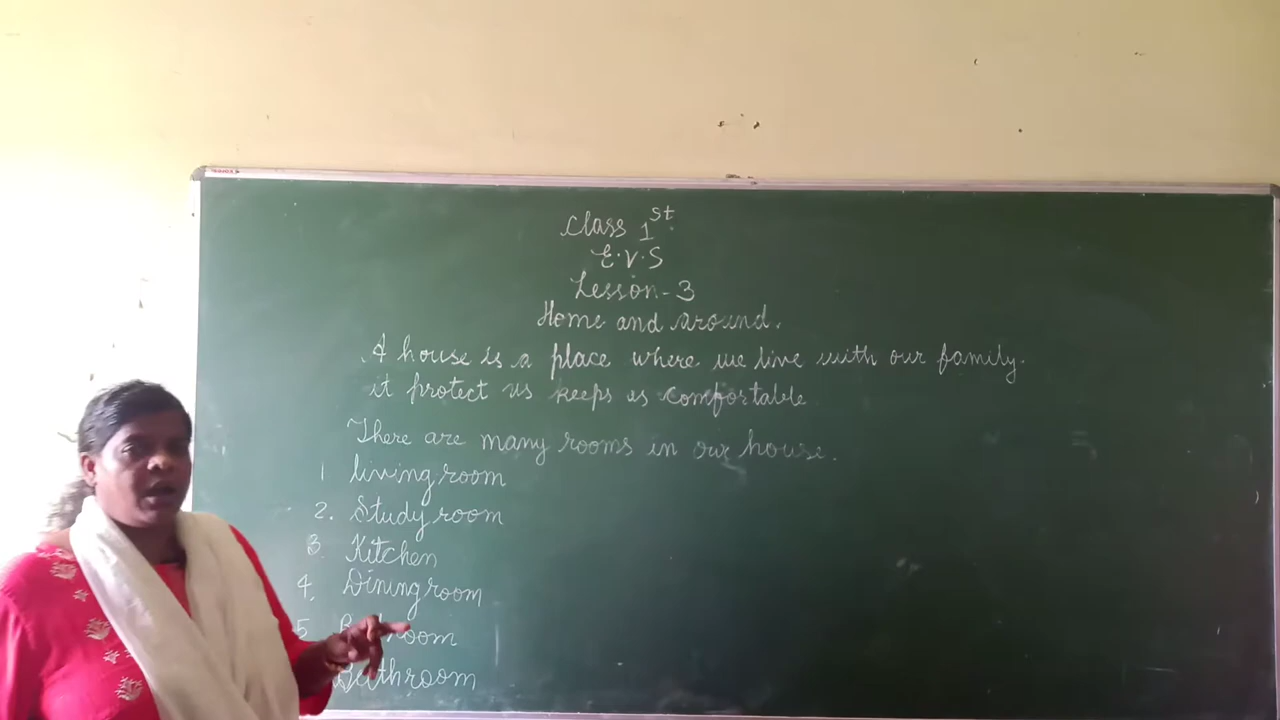 Class 1st.
E.V.S
Lesson-3
Home and around.
A house is a place where we live with our family.
it protect us keeps us comfortable
There are many rooms in our house.
1 living room
2. Study room
3. Kitchen
4. Dining room
5
Bathroom